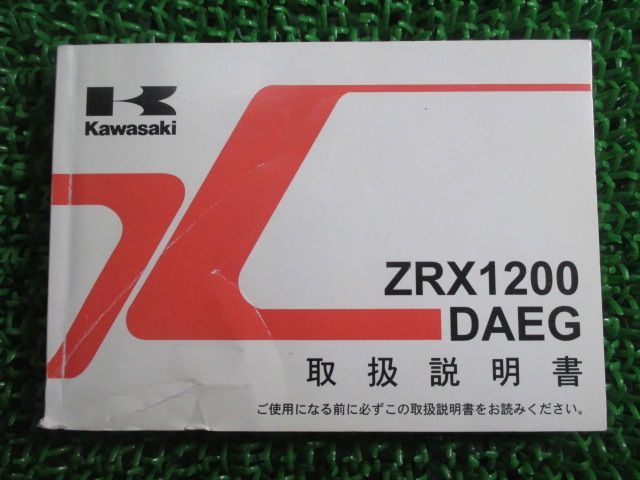 Kawasaki
ZRX1200
DAEG
取扱説明書
ご使用になる前に必ずこの取扱説明書をお読みください。